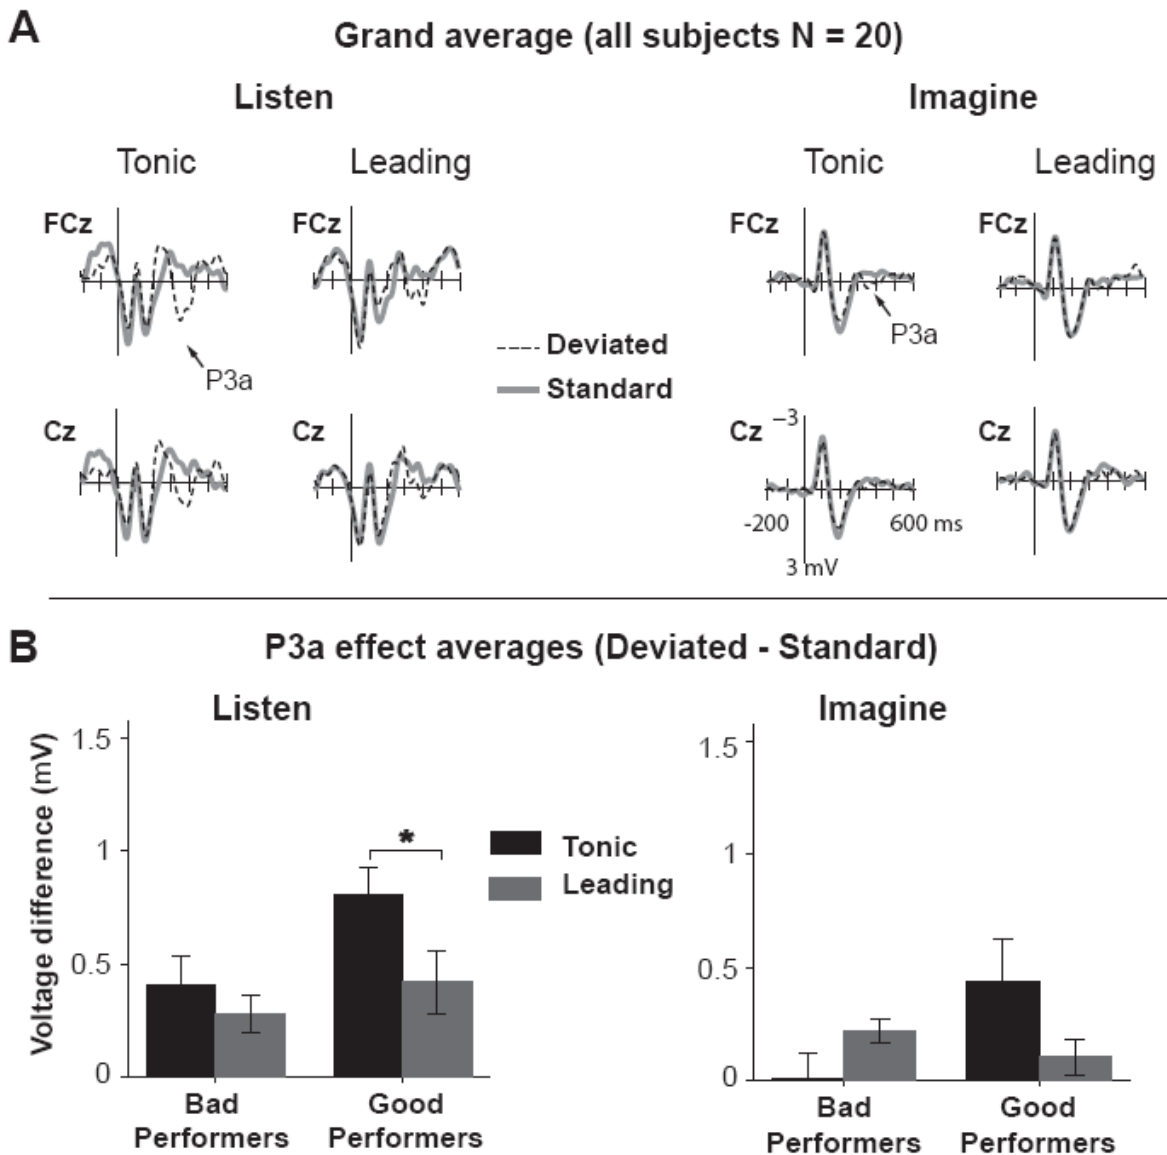 A
Grand average (all subjects N = 20)
Listen
Imagine
Tonic
Leading
Tonic
Leading
FCz
FCz
FCz
FCz
P3a
Deviated
Standard
P3a
Cz
Cz
Cz
Cz
−3
-200
600 ms
3 mV
B
P3a effect averages (Deviated - Standard)
Listen
Imagine
Voltage difference (mV)
1.5
1
0.5
0
*
Tonic
Leading
1.5
1
0.5
0
Bad
Performers
Good
Performers
Bad
Performers
Good
Performers